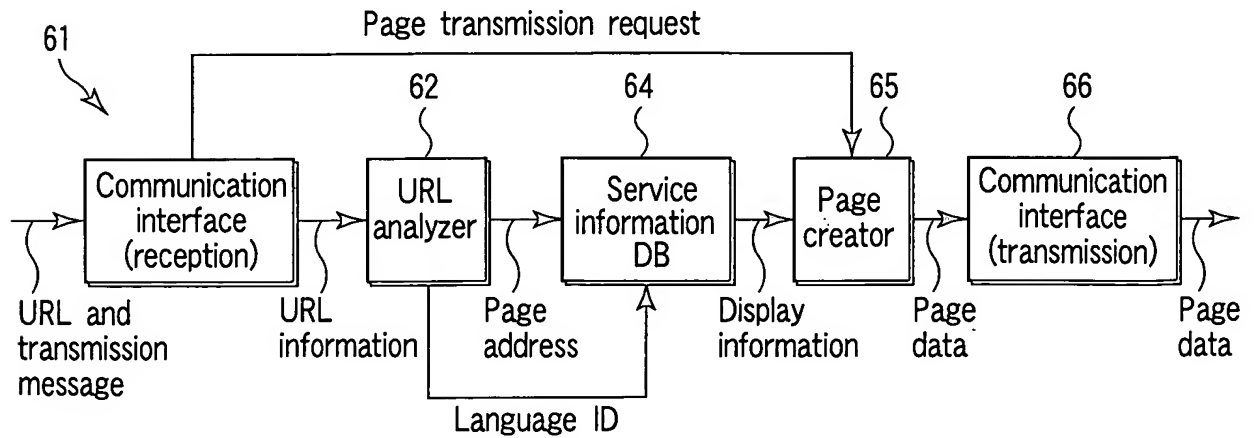 Page transmission request
61
62
64
65
66
Communication
interface
(reception)
URL
analyzer
Service
information
DB
Page
creator
Communication
interface
(transmission)
URL and
transmission
message
URL
information
Page
address
Display
information
Page
data
Page
data
Language ID